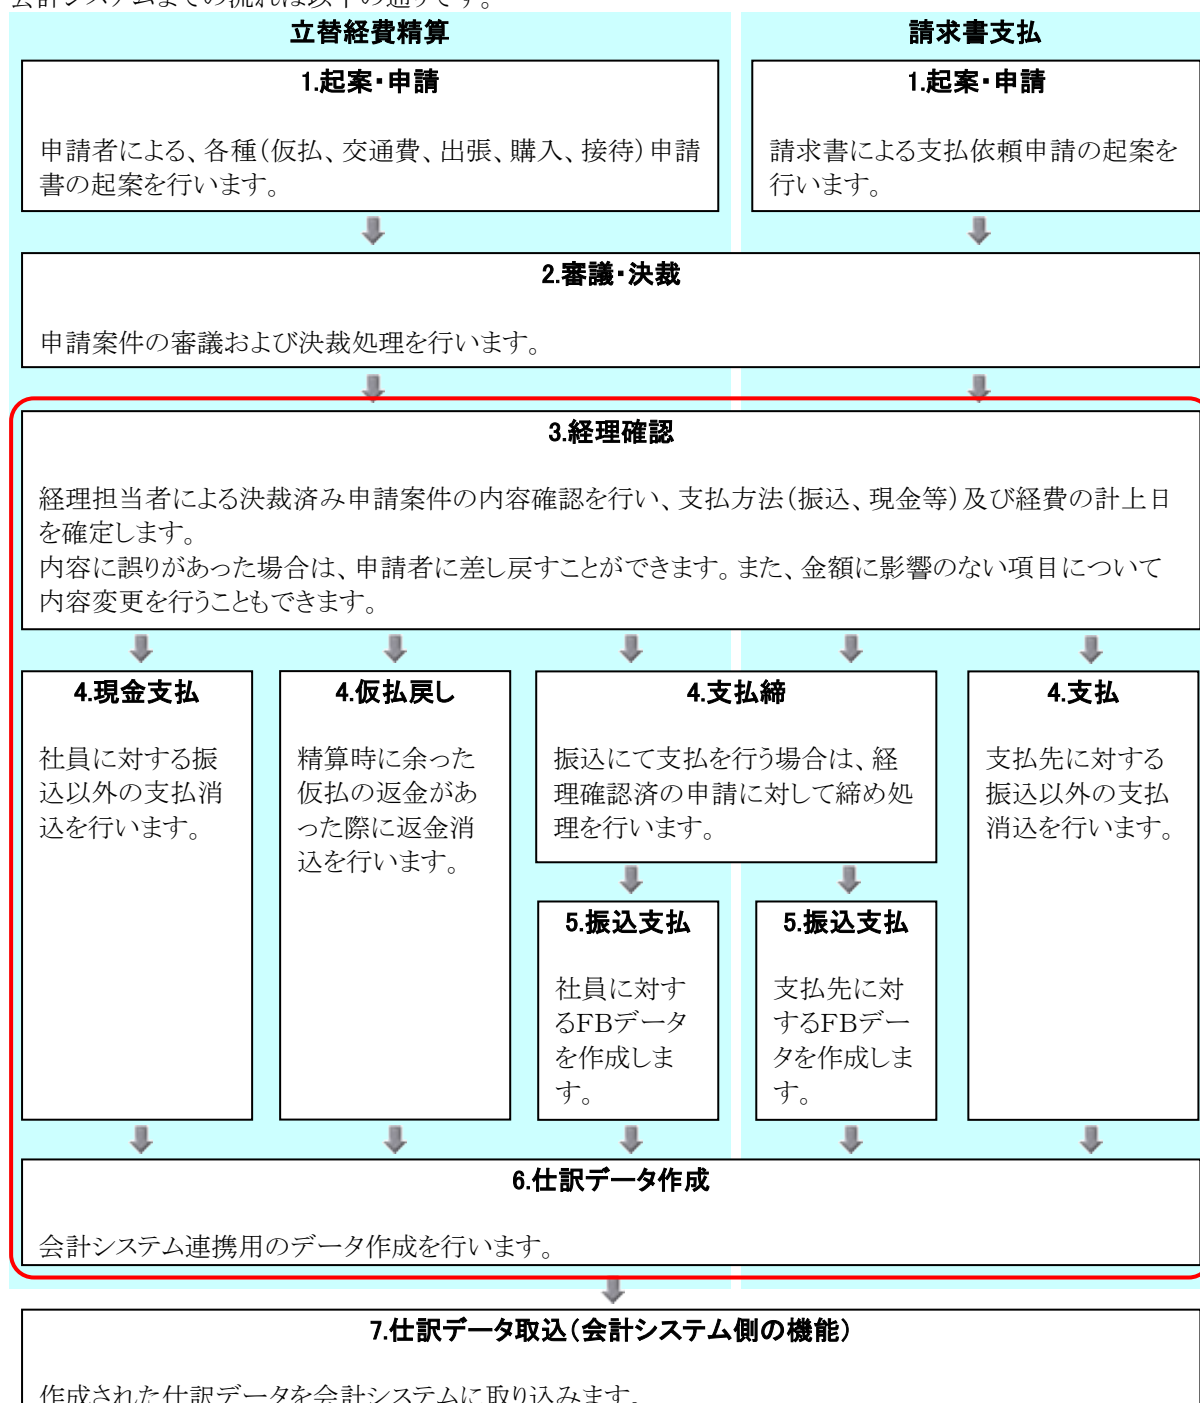 会計システムまでの流れは以下の通りです。
立替経費精算
請求書支払
1.起案・申請
申請者による、各種(仮払、交通費、出張、購入、接待)申請
書の起案を行います。
1.起案・申請
請求書による支払依頼申請の起案を
行います。
2.審議・決裁
申請案件の審議および決裁処理を行います。
3.経理確認
経理担当者による決裁済み申請案件の内容確認を行い、支払方法(振込、現金等)及び経費の計上日
を確定します。
内容に誤りがあった場合は、申請者に差し戻すことができます。また、金額に影響のない項目について
内容変更を行うこともできます。
4.現金支払
社員に対する振
込以外の支払消
込を行います。
4.仮払戻し
精算時に余った
仮払の返金があ
った際に返金消
込を行います。
4.支払締
振込にて支払を行う場合は、経
理確認済の申請に対して締め処
理を行います。
4.支払
支払先に対する
振込以外の支払
消込を行います。
5.振込支払
社員に対す
るFBデータ
を作成しま
す。
5.振込支払
支払先に対
するFBデー
タを作成しま
す。
6.仕訳データ作成
会計システム連携用のデータ作成を行います。
7.仕訳データ取込(会計システム側の機能)
作成された仕訳データを会計システムに取り込みます。